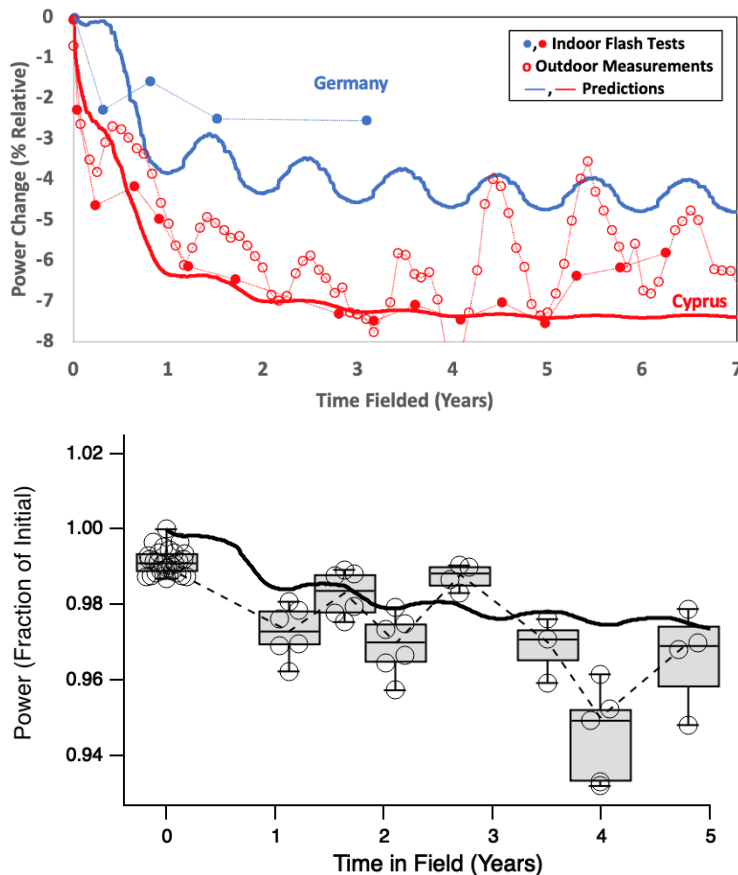 0
-1
-2
-3
-4
-5
-6
-7
-8
Power Change (% Relative)
Germany
Indoor Flash Tests
Outdoor Measurements
Predictions
Cyprus
0 1 2 3 4 5 6 7
Time Fielded (Years)
1.02
1.00
0.98
0.96
0.94
Power (Fraction of Initial)
0 1 2 3 4 5
Time in Field (Years)